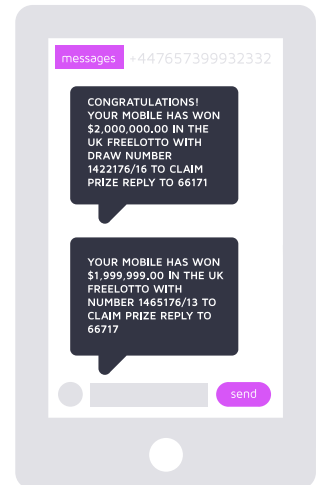 messages +447657399932332
CONGRATULATIONS!
YOUR MOBILE HAS WON
$2,000,000.00 IN THE
UK FREELOTTO WITH
DRAW NUMBER
1422176/16 TO CLAIM
PRIZE REPLY TO 66171
YOUR MOBILE HAS WON
$1,999,999.00 IN THE UK
FREELOTTO WITH
NUMBER 1465176/13 TO
CLAIM PRIZE REPLY TO
66717
send